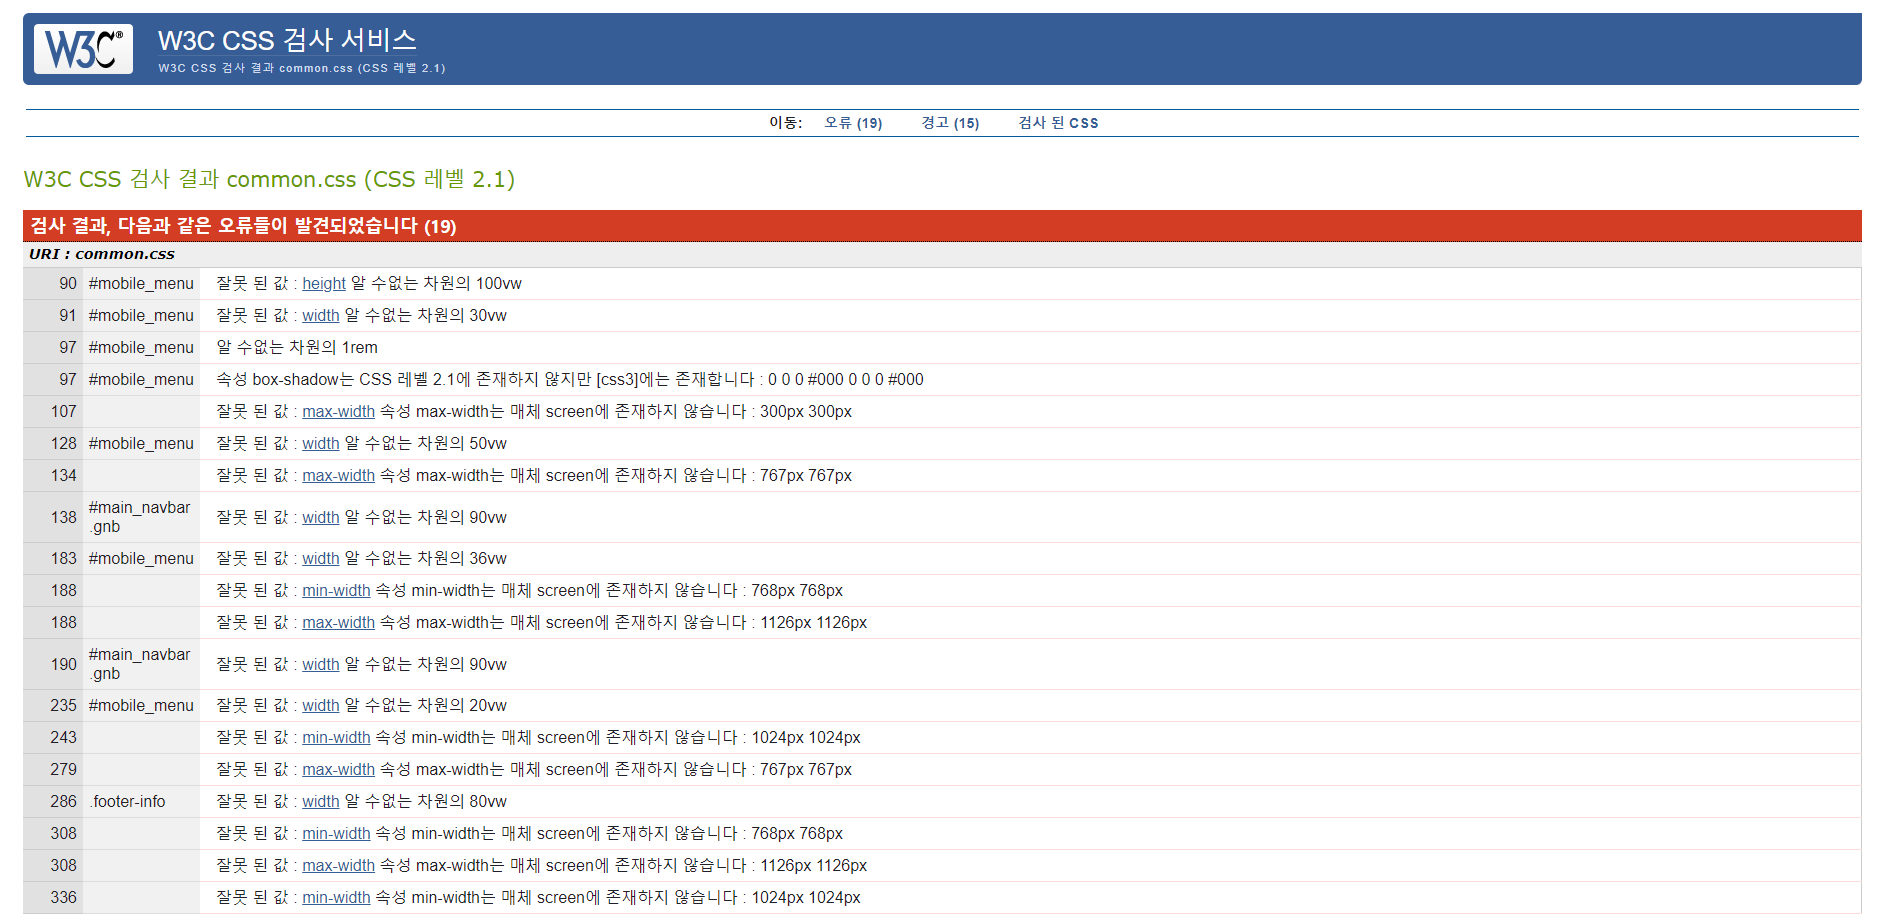 W3C®
W3C CSS 검사 서비스
W3C CSS 검사 결과 common.css (CSS 레벨 2.1)
이동: 오류 (19) 경고 (15) 검사 된 CSS
W3C CSS 검사 결과 common.css (CSS 레벨 2.1)
검사 결과, 다음과 같은 오류들이 발견되었습니다 (19)
URI : common.css
90 #mobile_menu 잘못 된 값 : height 알 수없는 차원의 100vw
91 #mobile_menu 잘못 된 값 : width 알 수없는 차원의 30vw
97 #mobile_menu 알 수없는 차원의 1rem
97 #mobile_menu 속성 box-shadow는 CSS 레벨 2.1에 존재하지 않지만 [css3]에는 존재합니다 : 0 0 0 #000 0 0 0 #000
107 잘못 된 값 : max-width 속성 max-width는 매체 screen에 존재하지 않습니다 : 300px 300px
128 #mobile_menu 잘못 된 값 : width 알 수없는 차원의 50vw
134 잘못 된 값 : max-width 속성 max-width는 매체 screen에 존재하지 않습니다 : 767px 767px
138 #main_navbar
.gnb 잘못 된 값 : width 알 수없는 차원의 90vw
183 #mobile_menu 잘못 된 값 : width 알 수없는 차원의 36vw
188 잘못 된 값 : min-width 속성 min-width는 매체 screen에 존재하지 않습니다 : 768px 768px
188 잘못 된 값 : max-width 속성 max-width는 매체 screen에 존재하지 않습니다 : 1126px 1126px
190 #main_navbar
.gnb 잘못 된 값 : width 알 수없는 차원의 90vw
235 #mobile_menu 잘못 된 값 : width 알 수없는 차원의 20vw
243 잘못 된 값 : min-width 속성 min-width는 매체 screen에 존재하지 않습니다 : 1024px 1024px
279 잘못 된 값 : max-width 속성 max-width는 매체 screen에 존재하지 않습니다 : 767px 767px
286 .footer-info 잘못 된 값 : width 알 수없는 차원의 80vw
308 잘못 된 값 : min-width 속성 min-width는 매체 screen에 존재하지 않습니다 : 768px 768px
308 잘못 된 값 : max-width 속성 max-width는 매체 screen에 존재하지 않습니다 : 1126px 1126px
336 잘못 된 값 : min-width 속성 min-width는 매체 screen에 존재하지 않습니다 : 1024px 1024px